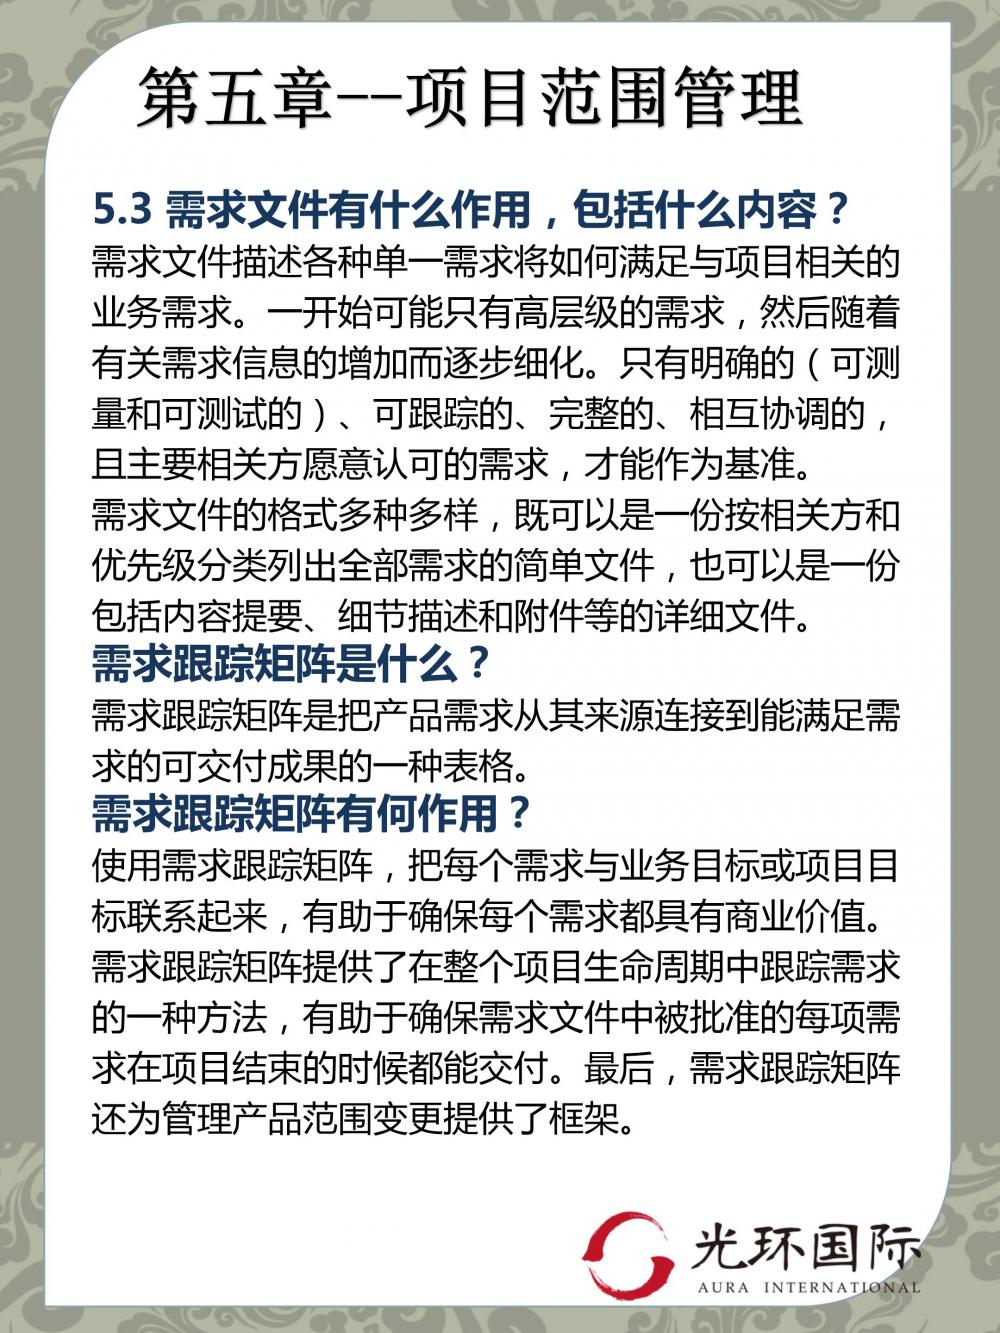 第五章--项目范围管理
5.3 需求文件有什么作用，包括什么内容？
需求文件描述各种单一需求将如何满足与项目相关的
业务需求。一开始可能只有高层级的需求，然后随着
有关需求信息的增加而逐步细化。只有明确的（可测
量和可测试的）、可跟踪的、完整的、相互协调的，
且主要相关方愿意认可的需求，才能作为基准。
需求文件的格式多种多样，既可以是一份按相关方和
优先级分类列出全部需求的简单文件，也可以是一份
包括内容提要、细节描述和附件等的详细文件。
需求跟踪矩阵是什么？
需求跟踪矩阵是把产品需求从其来源连接到能满足需
求的可交付成果的一种表格。
需求跟踪矩阵有何作用？
使用需求跟踪矩阵，把每个需求与业务目标或项目目
标联系起来，有助于确保每个需求都具有商业价值。
需求跟踪矩阵提供了在整个项目生命周期中跟踪需求
的一种方法，有助于确保需求文件中被批准的每项需
求在项目结束的时候都能交付。最后，需求跟踪矩阵
还为管理产品范围变更提供了框架。
光环国际
AURA INTERNATIONAL